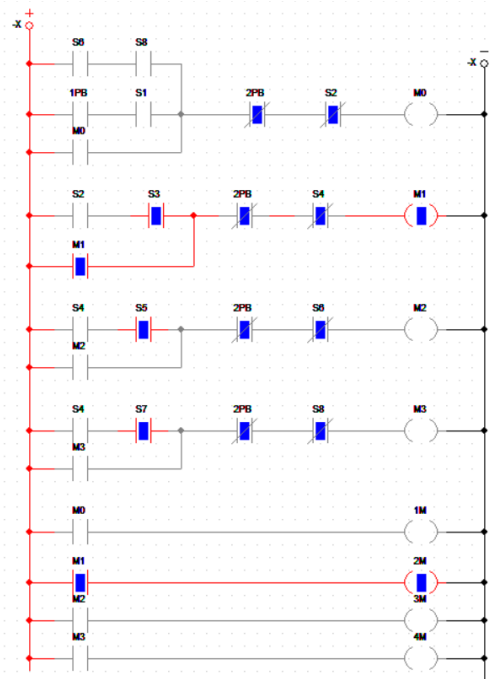 +
-X
S6 S8
-X
1PB S1 2PB S2 M0
M0
S2 S3 2PB S4 M1
M1
S4 S5 2PB S6 M2
M2
S4 S7 2PB S8 M3
M3
M0 1M
M1 2M
M2 3M
M3 4M